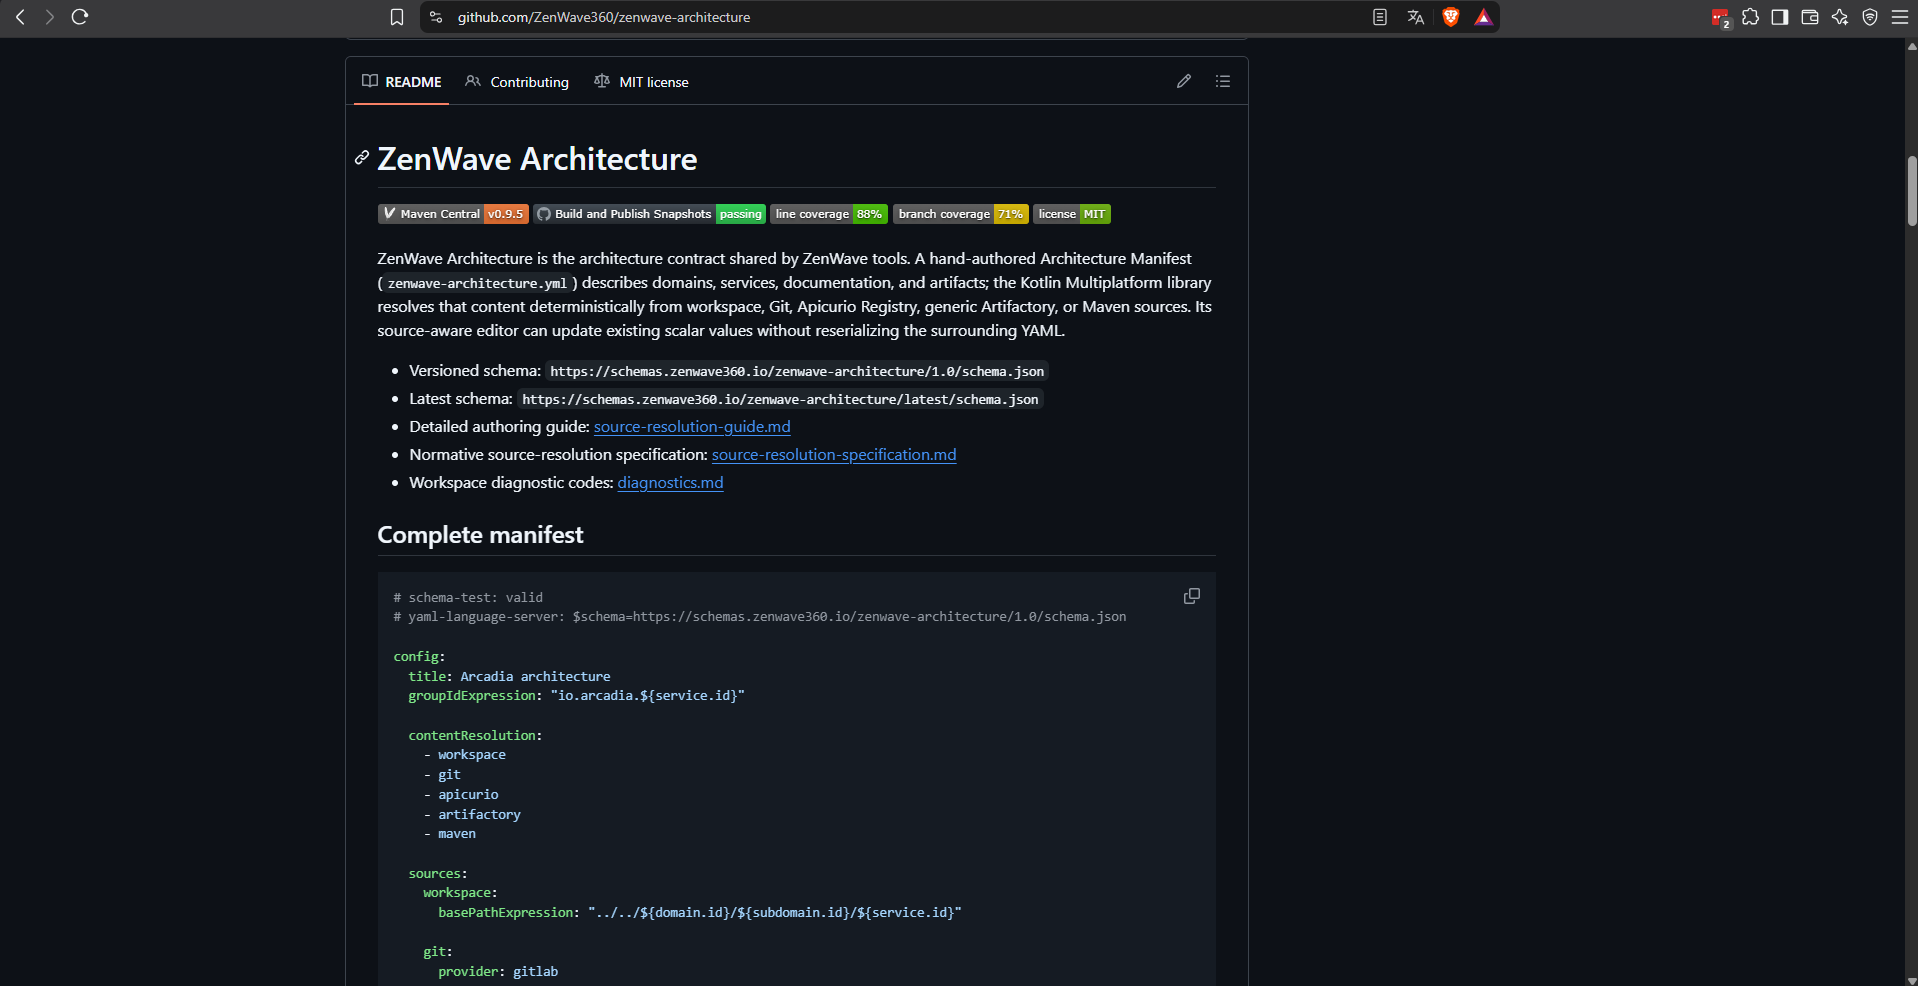 github.com/ZenWave360/zenwave-architecture
2
README
Contributing
MIT license
ZenWave Architecture
Maven Central v0.9.5
Build and Publish Snapshots passing
line coverage 88%
branch coverage 71%
license MIT
ZenWave Architecture is the architecture contract shared by ZenWave tools. A hand-authored Architecture Manifest
( zenwave-architecture.yml ) describes domains, services, documentation, and artifacts; the Kotlin Multiplatform library
resolves that content deterministically from workspace, Git, Apicurio Registry, generic Artifactory, or Maven sources. Its
source-aware editor can update existing scalar values without reserializing the surrounding YAML.
• Versioned schema: https://schemas.zenwave360.io/zenwave-architecture/1.0/schema.json
• Latest schema: https://schemas.zenwave360.io/zenwave-architecture/latest/schema.json
• Detailed authoring guide: source-resolution-guide.md
• Normative source-resolution specification: source-resolution-specification.md
• Workspace diagnostic codes: diagnostics.md
Complete manifest
# schema-test: valid
# yaml-language-server: $schema=https://schemas.zenwave360.io/zenwave-architecture/1.0/schema.json
config:
  title: Arcadia architecture
  groupIdExpression: "io.arcadia.${service.id}"
  contentResolution:
    - workspace
    - git
    - apicurio
    - artifactory
    - maven
  sources:
    workspace:
      basePathExpression: "../../${domain.id}/${subdomain.id}/${service.id}"
    git:
      provider: gitlab